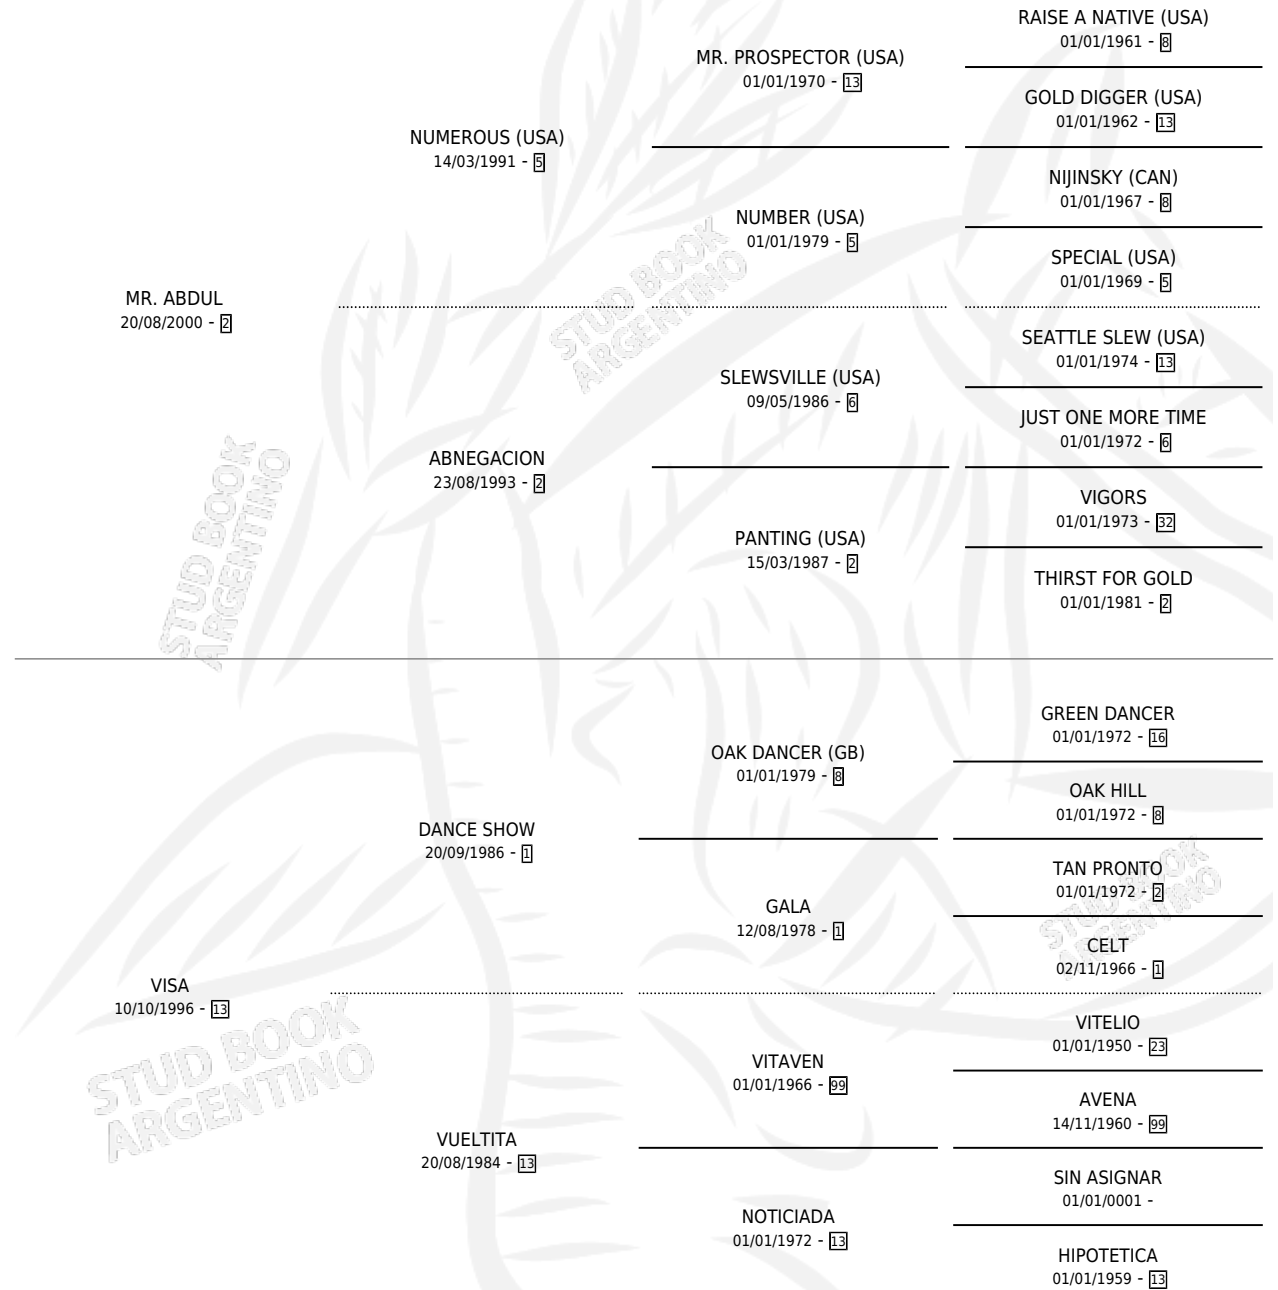 RAISE A NATIVE (USA)
01/01/1961 - 8
MR. PROSPECTOR (USA)
01/01/1970 - 13
GOLD DIGGER (USA)
01/01/1962 - 13
NUMEROUS (USA)
14/03/1991 - 5
NIJINSKY (CAN)
01/01/1967 - 8
NUMBER (USA)
01/01/1979 - 5
SPECIAL (USA)
01/01/1969 - 5
MR. ABDUL
20/08/2000 - 2
SEATTLE SLEW (USA)
01/01/1974 - 13
SLEWSVILLE (USA)
09/05/1986 - 6
JUST ONE MORE TIME
01/01/1972 - 6
ABNEGACION
23/08/1993 - 2
VIGORS
01/01/1973 - 32
PANTING (USA)
15/03/1987 - 2
THIRST FOR GOLD
01/01/1981 - 2
STUD BOOK
ARGENTINO
STUD BOOK
ARGENTINO
GREEN DANCER
01/01/1972 - 16
OAK DANCER (GB)
01/01/1979 - 8
OAK HILL
01/01/1972 - 8
DANCE SHOW
20/09/1986 - 1
TAN PRONTO
01/01/1972 - 2
GALA
12/08/1978 - 1
CELT
02/11/1966 - 1
STUD BOOK
ARGENTINO
VISA
10/10/1996 - 13
VITELIO
01/01/1950 - 23
VITAVEN
01/01/1966 - 99
AVENA
14/11/1960 - 99
VUELTITA
20/08/1984 - 13
SIN ASIGNAR
01/01/0001 -
NOTICIADA
01/01/1972 - 13
HIPOTETICA
01/01/1959 - 13
STUD BOOK
ARGENTINO